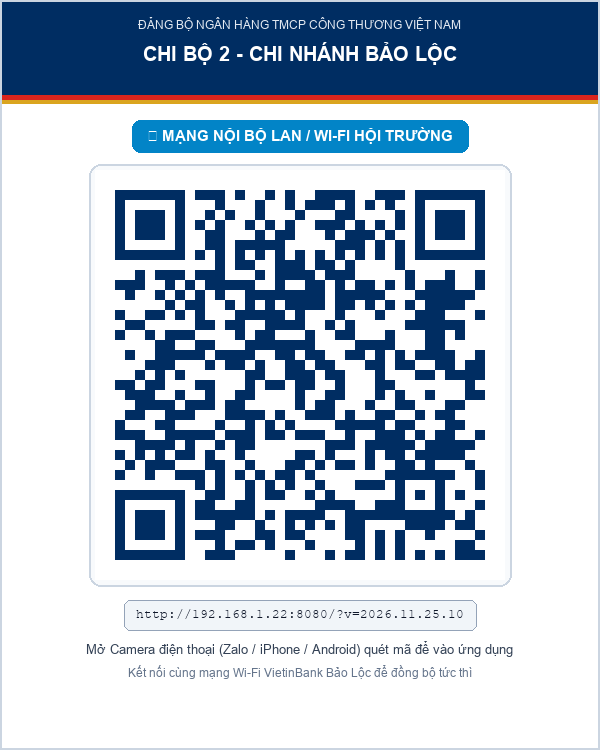 ĐẢNG BỘ NGÂN HÀNG TMCP CÔNG THƯƠNG VIỆT NAM
CHI BỘ 2 - CHI NHÁNH BẢO LỘC
MẠNG NỘI BỘ LAN / WI-FI HỘI TRƯỜNG
http://192.168.1.22:8080/?v=2026.11.25.10
Mở Camera điện thoại (Zalo / iPhone / Android) quét mã để vào ứng dụng
Kết nối cùng mạng Wi-Fi VietinBank Bảo Lộc để đồng bộ tức thì